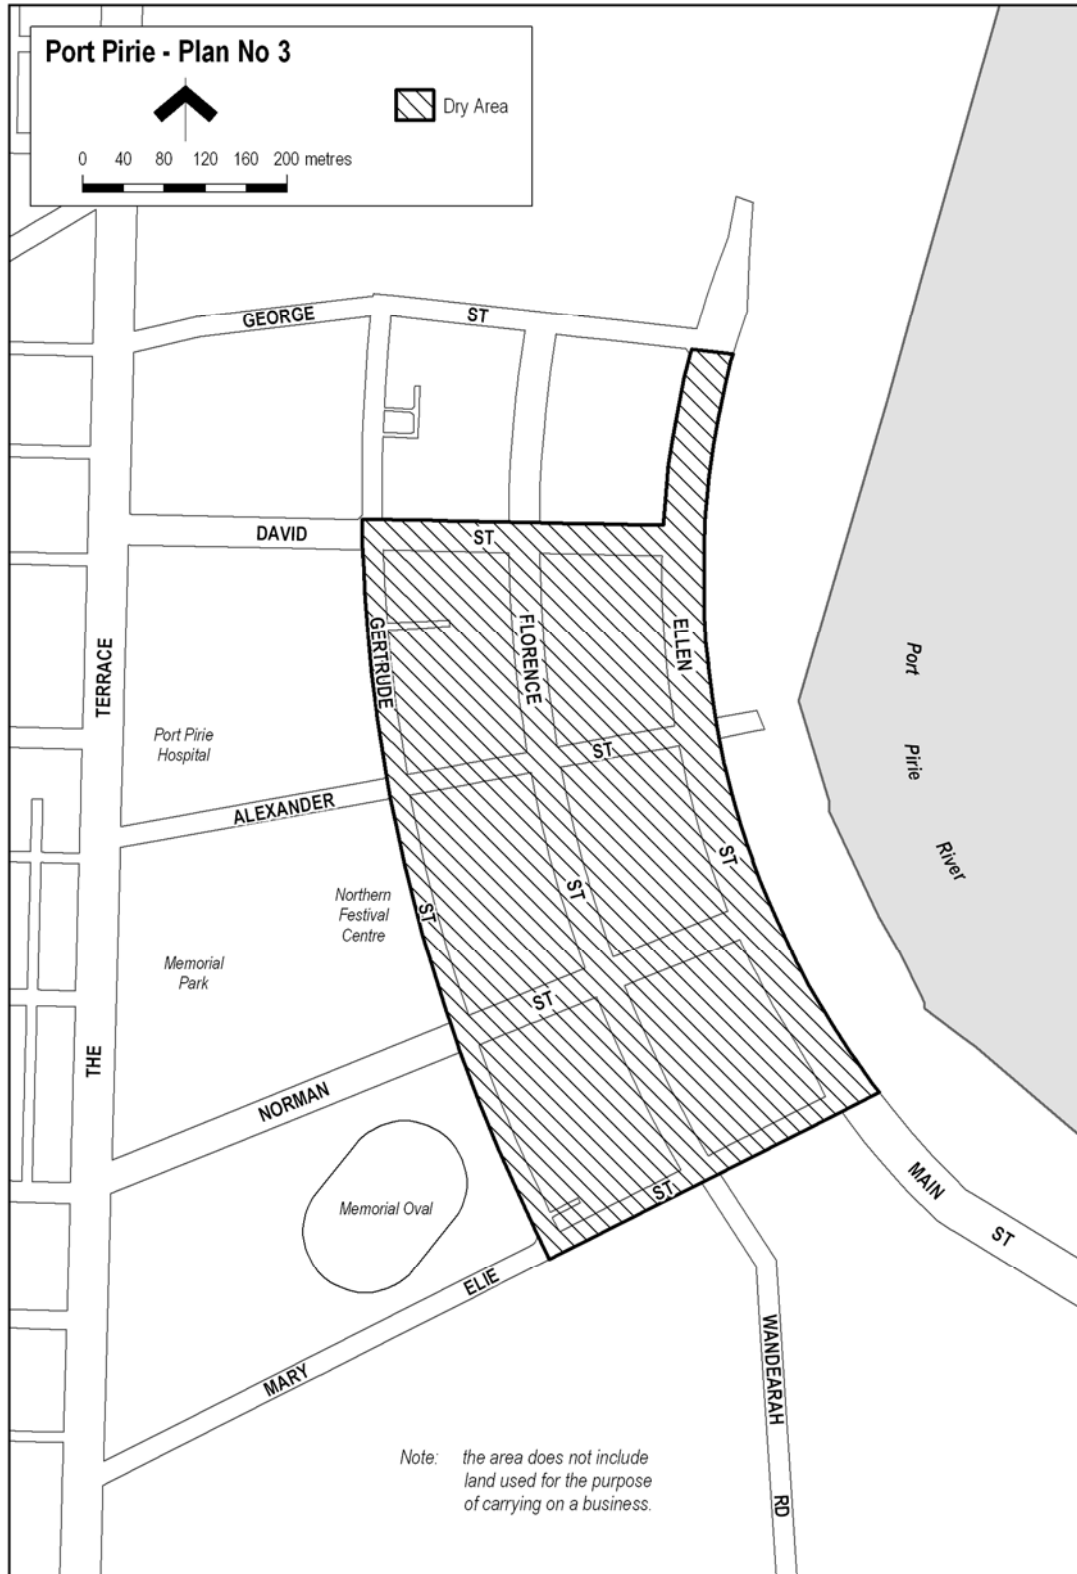 Port Pirie - Plan No 3
Dry Area
0 40 80 120 160 200 metres
GEORGE ST
DAVID ST
GERTRUDE ST
FLORENCE ST
ELLEN ST
THE TERRACE
Port Pirie
Hospital
ALEXANDER ST
Port Pirie River
Northern
Festival
Centre
Memorial
Park
NORMAN ST
Memorial Oval
MARY ELIE ST
MAIN ST
WANDEARAH RD
Note: the area does not include
land used for the purpose
of carrying on a business.